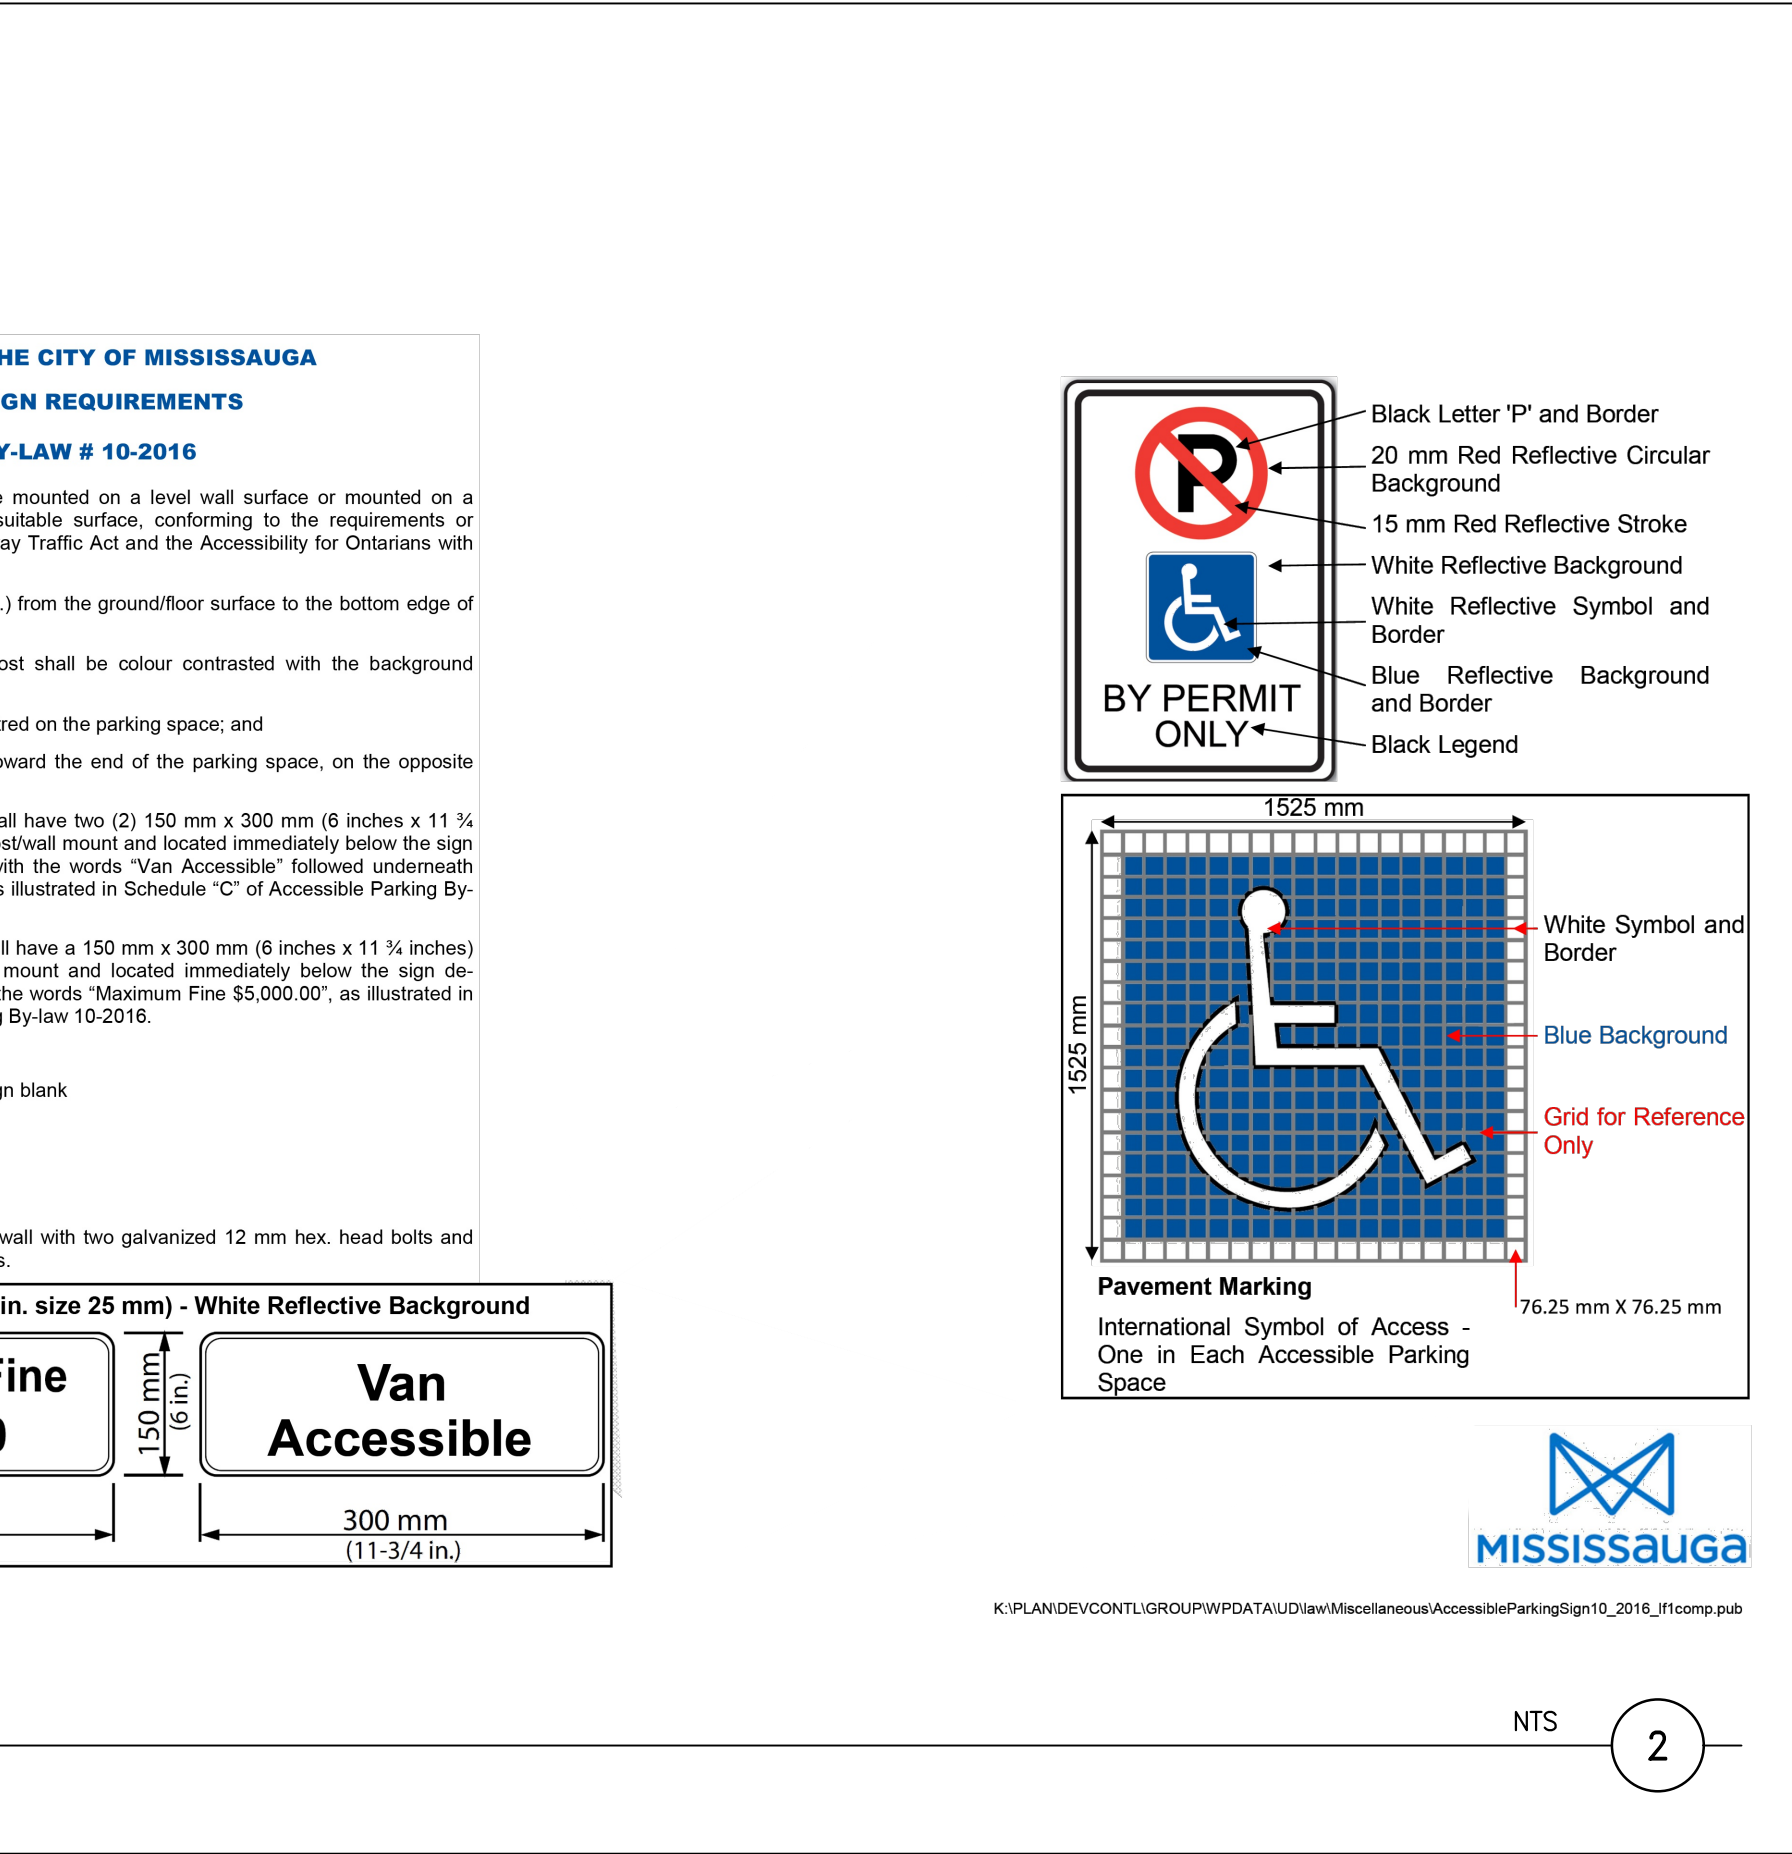 HE CITY OF MISSISSAUGA
GN REQUIREMENTS
Y-LAW # 10-2016
e mounted on a level wall surface or mounted on a
suitable surface, conforming to the requirements or
ay Traffic Act and the Accessibility for Ontarians with
.) from the ground/floor surface to the bottom edge of
ost shall be colour contrasted with the background
red on the parking space; and
oward the end of the parking space, on the opposite
all have two (2) 150 mm x 300 mm (6 inches x 11 ¾
ost/wall mount and located immediately below the sign
with the words “Van Accessible” followed underneath
s illustrated in Schedule “C” of Accessible Parking By-
ll have a 150 mm x 300 mm (6 inches x 11 ¾ inches)
mount and located immediately below the sign de-
the words “Maximum Fine $5,000.00”, as illustrated in
g By-law 10-2016.
gn blank
wall with two galvanized 12 mm hex. head bolts and
s.
in. size 25 mm) - White Reflective Background
Fine
0
150 mm
(6 in.)
Van
Accessible
300 mm
(11-3/4 in.)
P
BY PERMIT
ONLY
Black Letter 'P' and Border
20 mm Red Reflective Circular
Background
15 mm Red Reflective Stroke
White Reflective Background
White Reflective Symbol and
Border
Blue Reflective Background
and Border
Black Legend
1525 mm
1525 mm
White Symbol and
Border
Blue Background
Grid for Reference
Only
76.25 mm X 76.25 mm
Pavement Marking
International Symbol of Access -
One in Each Accessible Parking
Space
MISSISSauGa
K:\PLAN\DEVCONTL\GROUP\WPDATA\UD\law\Miscellaneous\AccessibleParkingSign10_2016_lf1comp.pub
NTS
2